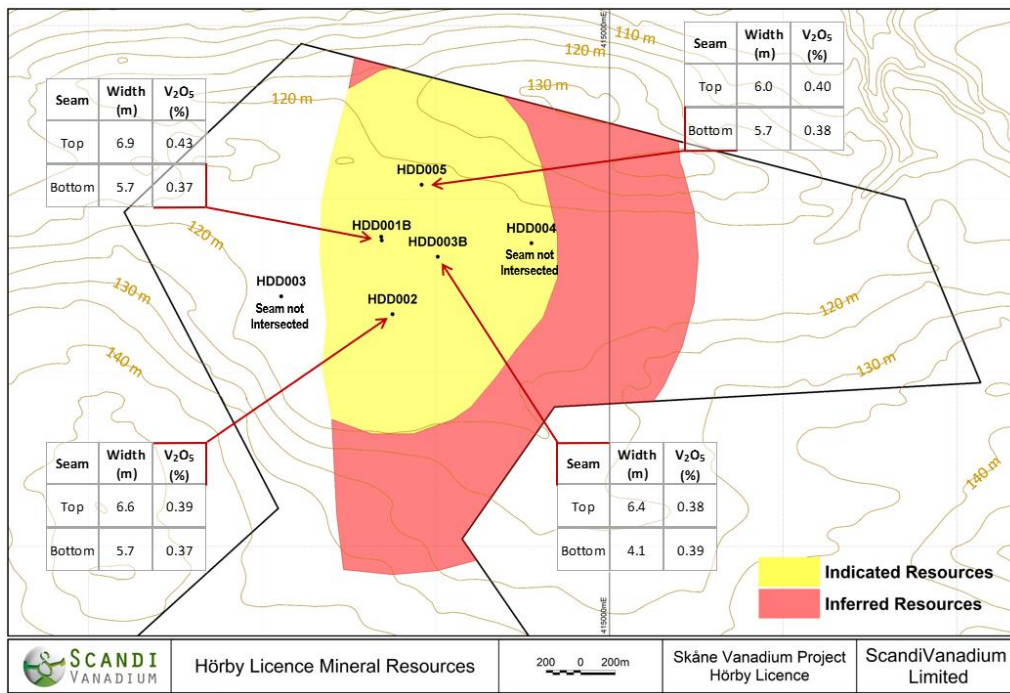 110 m
120 m
130 m
120 m
415000mE
Seam Width (m) V₂O₅ (%)
Top 6.0 0.40
Bottom 5.7 0.38
Seam Width (m) V₂O₅ (%)
Top 6.9 0.43
Bottom 5.7 0.37
HDD005
HDD001B
HDD003B
HDD004
Seam not
Intersected
HDD003
Seam not
Intersected
HDD002
120 m
130 m
140 m
120 m
130 m
140 m
Seam Width (m) V₂O₅ (%)
Top 6.6 0.39
Bottom 5.7 0.37
Seam Width (m) V₂O₅ (%)
Top 6.4 0.38
Bottom 4.1 0.39
Indicated Resources
Inferred Resources
415000mE
SCANDI
VANADIUM
Hörby Licence Mineral Resources
200 0 200m
Skåne Vanadium Project
Hörby Licence
ScandiVanadium
Limited